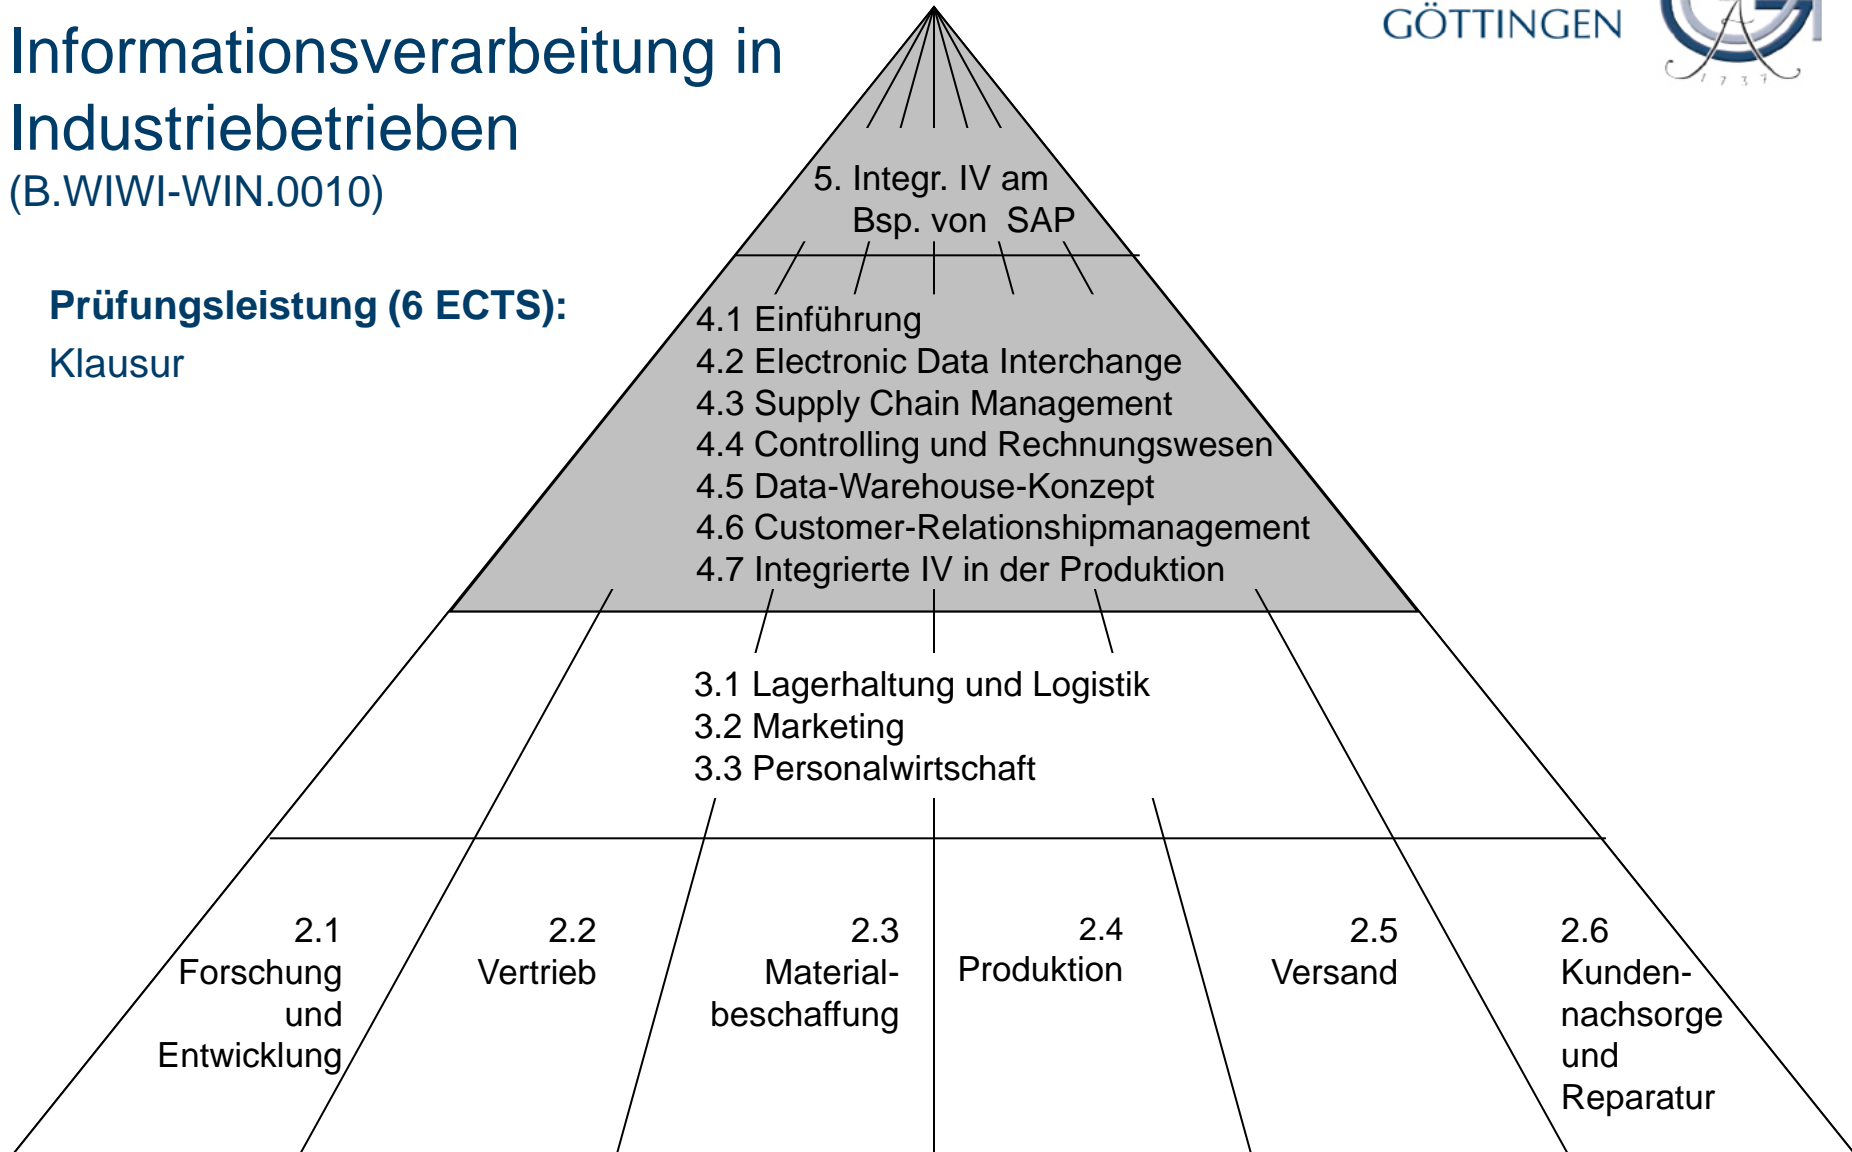 Informationsverarbeitung in
Industriebetrieben
(B.WIWI-WIN.0010)
GÖTTINGEN
1737
Prüfungsleistung (6 ECTS):
Klausur
5. Integr. IV am
Bsp. von SAP
4.1 Einführung
4.2 Electronic Data Interchange
4.3 Supply Chain Management
4.4 Controlling und Rechnungswesen
4.5 Data-Warehouse-Konzept
4.6 Customer-Relationshipmanagement
4.7 Integrierte IV in der Produktion
3.1 Lagerhaltung und Logistik
3.2 Marketing
3.3 Personalwirtschaft
2.1
Forschung
und
Entwicklung
2.2
Vertrieb
2.3
Material-
beschaffung
2.4
Produktion
2.5
Versand
2.6
Kunden-
nachsorge
und
Reparatur